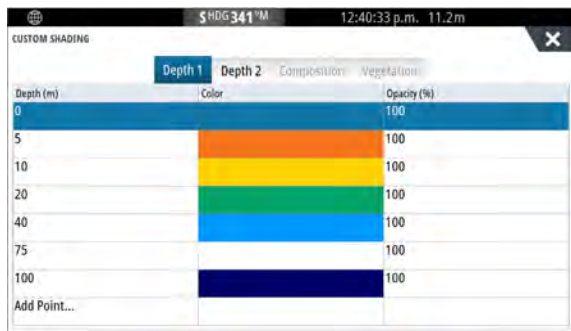 SHDG341°M 12:40:33 p.m. 11.2m
CUSTOM SHADING
Depth 1 Depth 2 Composition Vegetation
Depth (m) Color Opacity (%)
0 100
5 100
10 100
20 100
40 100
75 100
100 100
Add Point...